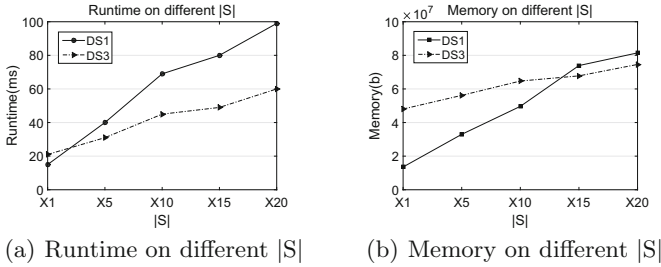 Runtime on different |S|
100
80
60
40
20
0
Runtime(ms)
DS1
DS3
X1 X5 X10 X15 X20
|S|
(a) Runtime on different |S|
× 10⁷
Memory on different |S|
10
8
6
4
2
0
Memory(b)
DS1
DS3
X1 X5 X10 X15 X20
|S|
(b) Memory on different |S|